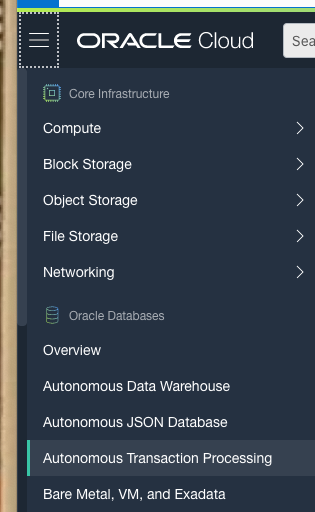 ORACLE Cloud
Sea
Core Infrastructure
Compute
Block Storage
Object Storage
File Storage
Networking
Oracle Databases
Overview
Autonomous Data Warehouse
Autonomous JSON Database
Autonomous Transaction Processing
Bare Metal, VM, and Exadata